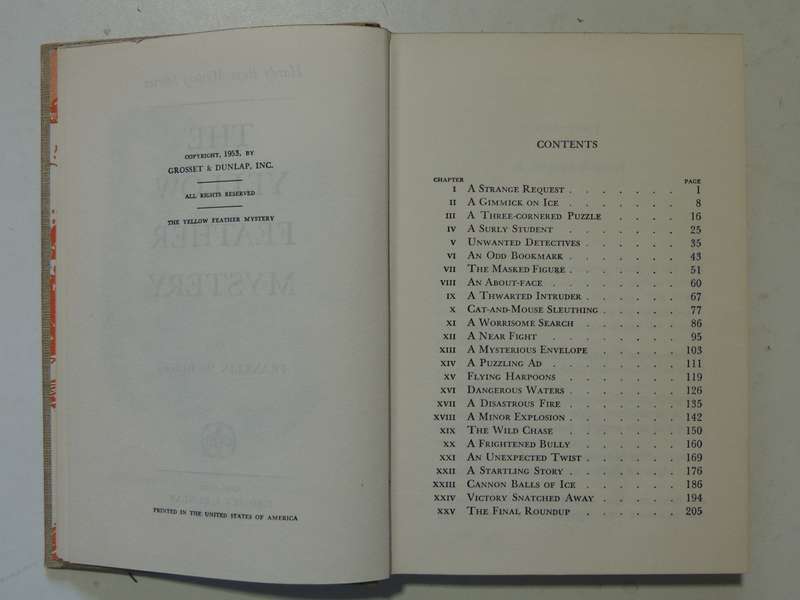 COPYRIGHT, 1953, BY
GROSSET & DUNLAP, INC.
ALL RIGHTS RESERVED
THE YELLOW FEATHER MYSTERY
PRINTED IN THE UNITED STATES OF AMERICA
CONTENTS
CHAPTER PAGE
I A STRANGE REQUEST . . . . . . . 1
II A GIMMICK ON ICE . . . . . . . 8
III A THREE-CORNERED PUZZLE . . . . 16
IV A SURLY STUDENT . . . . . . . 25
V UNWANTED DETECTIVES . . . . . . 35
VI AN ODD BOOKMARK . . . . . . . 43
VII THE MASKED FIGURE . . . . . . . 51
VIII AN ABOUT-FACE . . . . . . . 60
IX A THWARTED INTRUDER . . . . . . 67
X CAT-AND-MOUSE SLEUTHING . . . . . 77
XI A WORRISOME SEARCH . . . . . . 86
XII A NEAR FIGHT . . . . . . . 95
XIII A MYSTERIOUS ENVELOPE . . . . . 103
XIV A PUZZLING AD . . . . . . . 111
XV FLYING HARPOONS . . . . . . 119
XVI DANGEROUS WATERS . . . . . . . 126
XVII A DISASTROUS FIRE . . . . . . . 135
XVIII A MINOR EXPLOSION . . . . . . . 142
XIX THE WILD CHASE . . . . . . . 150
XX A FRIGHTENED BULLY . . . . . . 160
XXI AN UNEXPECTED TWIST . . . . . . 169
XXII A STARTLING STORY . . . . . . . 176
XXIII CANNON BALLS OF ICE . . . . . . 186
XXIV VICTORY SNATCHED AWAY . . . . . 194
XXV THE FINAL ROUNDUP . . . . . . 205